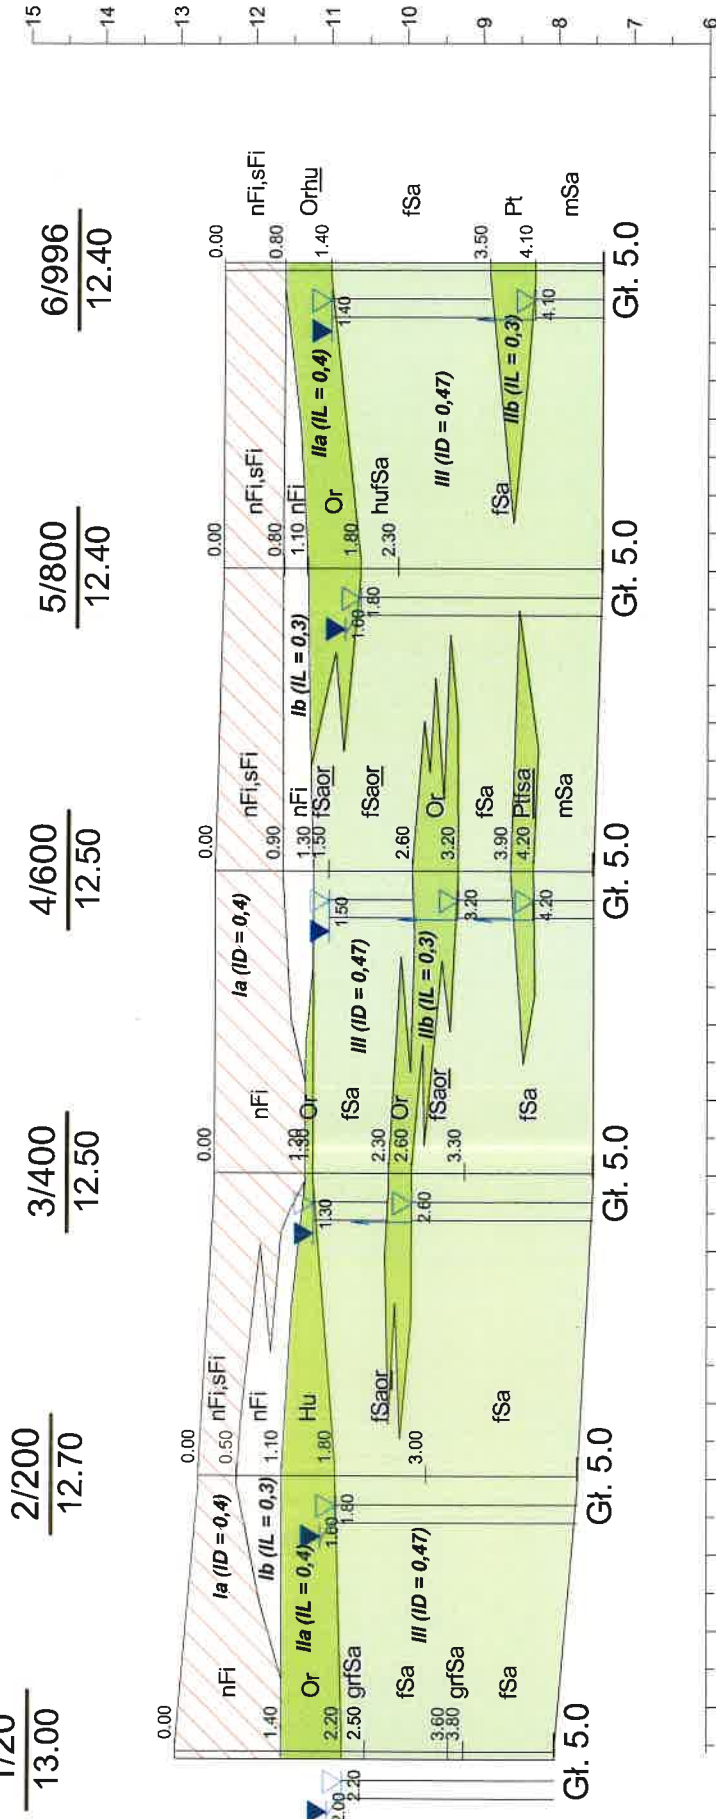 -15
-14
-13
-12
-11
-10
-9
-8
-7
6
1/20
13.00
0.00
nFi
1.40
Or
2.20
2.50
grfSa
fSa
3.60
grfSa
3.80
fSa
2.00
2.20
Gł. 5.0
Ia (ID = 0,4)
Ib (IL = 0,3)
IIa (IL = 0,4)
III (ID = 0,47)
2/200
12.70
0.00
nFi,sFi
0.50
nFi
1.10
Hu
1.80
fSaor
3.00
fSa
1.60
1.80
Gł. 5.0
3/400
12.50
0.00
nFi
1.30
Or
fSa
2.30
Or
2.60
fSaor
3.30
fSa
1.30
2.60
Gł. 5.0
Ia (ID = 0,4)
III (ID = 0,47)
IIb (IL = 0,3)
4/600
12.50
0.00
nFi,sFi
0.90
nFi
1.30
fSaor
1.50
fSaor
2.60
Or
3.20
fSa
3.90
Ptfsa
4.20
mSa
1.50
3.20
4.20
Gł. 5.0
Ib (IL = 0,3)
5/800
12.40
0.00
nFi,sFi
0.80
nFi
1.10
Or
1.80
hufSa
2.30
fSa
1.60
1.80
Gł. 5.0
IIa (IL = 0,4)
III (ID = 0,47)
IIb (IL = 0,3)
6/996
12.40
0.00
nFi,sFi
0.80
Orhu
1.40
fSa
3.50
Pt
4.10
mSa
1.40
4.10
Gł. 5.0